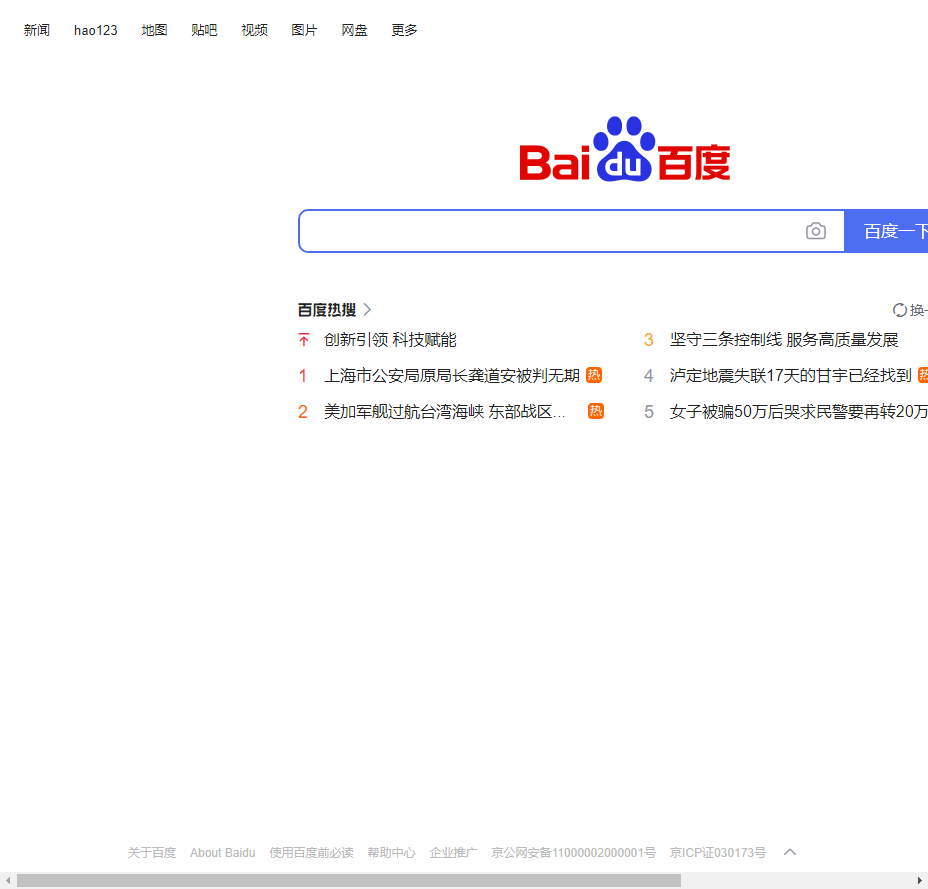 新闻 hao123 地图 贴吧 视频 图片 网盘 更多
Bai du 百度
百度一下
百度热搜
换一
创新引领 科技赋能
1 上海市公安局原局长龚道安被判无期 热
2 美加军舰过航台湾海峡 东部战区... 热
3 坚守三条控制线 服务高质量发展
4 泸定地震失联17天的甘宇已经找到 热
5 女子被骗50万后哭求民警要再转20万
关于百度 About Baidu 使用百度前必读 帮助中心 企业推广 京公网安备11000002000001号 京ICP证030173号